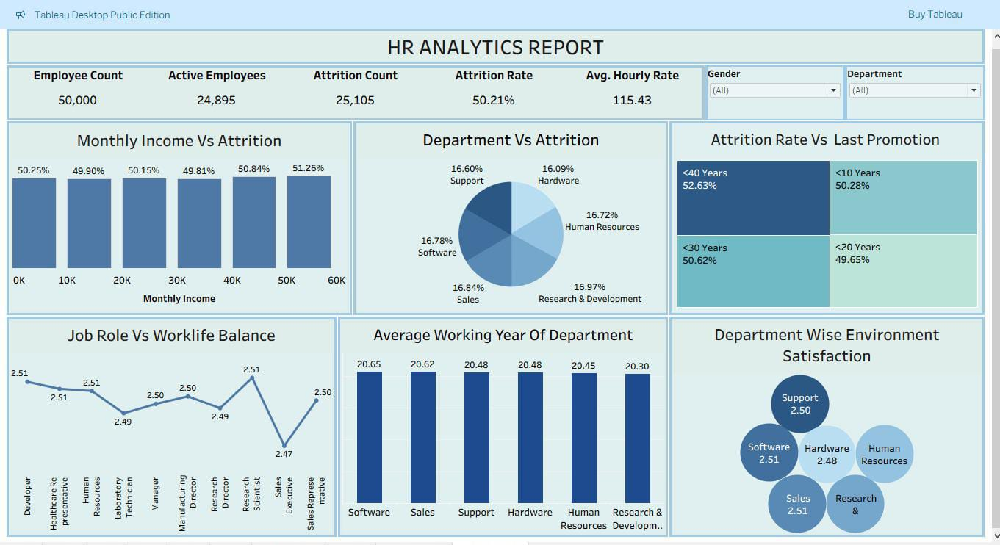 Tableau Desktop Public Edition
Buy Tableau
HR ANALYTICS REPORT
Employee Count
Active Employees
Attrition Count
Attrition Rate
Avg. Hourly Rate
50,000
24,895
25,105
50.21%
115.43
Gender
(All)
Department
(All)
Monthly Income Vs Attrition
50.25%
49.90%
50.15%
49.81%
50.84%
51.26%
0K
10K
20K
30K
40K
50K
60K
Monthly Income
Department Vs Attrition
16.60%
Support
16.09%
Hardware
16.72%
Human Resources
16.78%
Software
16.84%
Sales
16.97%
Research & Development
Attrition Rate Vs Last Promotion
<40 Years
52.63%
<10 Years
50.28%
<30 Years
50.62%
<20 Years
49.65%
Job Role Vs Worklife Balance
2.51
2.51
2.51
2.49
2.50
2.50
2.49
2.51
2.47
2.50
Developer
Healthcare Re
presentative
Human
Resources
Laboratory
Technician
Manager
Manufacturing
Director
Research
Director
Research
Scientist
Sales
Executive
Sales Represe
ntative
Average Working Year Of Department
20.65
20.62
20.48
20.48
20.45
20.30
Software
Sales
Support
Hardware
Human
Resources
Research &
Developm..
Department Wise Environment
Satisfaction
Support
2.50
Software
2.51
Hardware
2.48
Human
Resources
Sales
2.51
Research
&